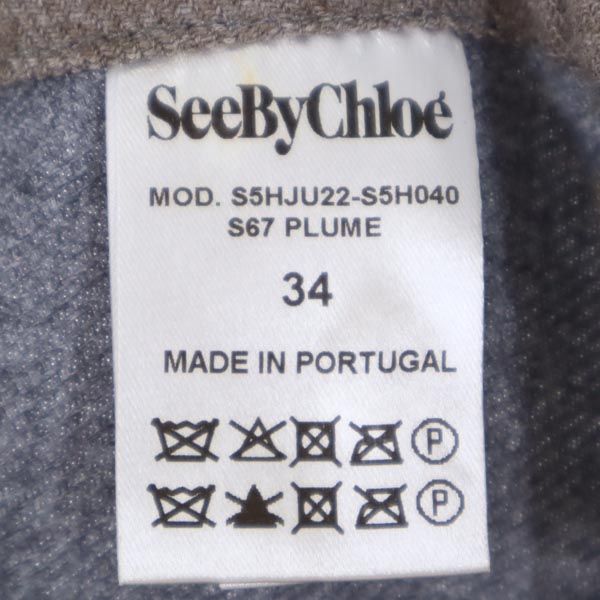 SeeByChloé
MOD. S5HJU22-S5H040
S67 PLUME
34
MADE IN PORTUGAL
P
P